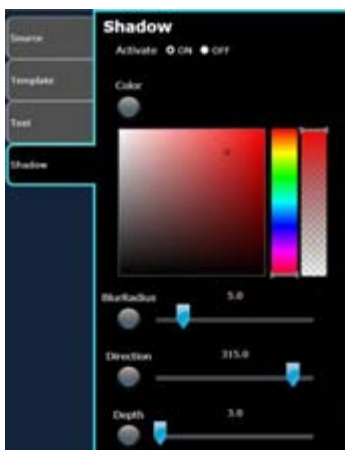 Shadow
Activate ON OFF
Source
Template
Text
Shadow
Color
BlurRadius 5.0
Direction 315.0
Depth 3.0